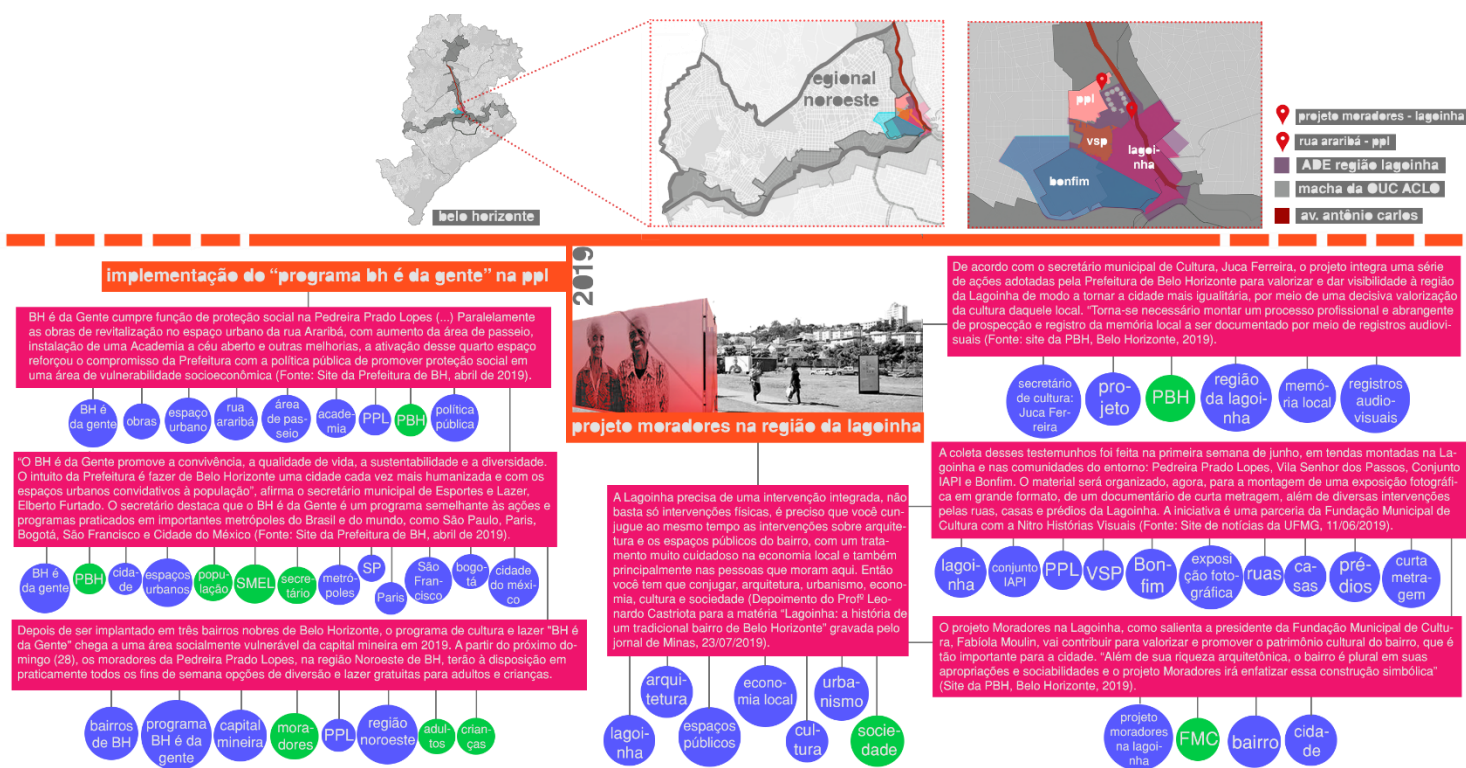 belo horizonte
regional
noroeste
ppl
vsp
lagoi-
nha
bonfim
projeto moradores - lagoinha
rua araribá - ppl
ADE região lagoinha
macha da OUC ACLO
av. antônio carlos
implementação do “programa bh é da gente” na ppl
BH é da Gente cumpre função de proteção social na Pedreira Prado Lopes (...) Paralelamente
as obras de revitalização no espaço urbano da rua Araribá, com aumento da área de passeio,
instalação de uma Academia a céu aberto e outras melhorias, a ativação desse quarto espaço
reforçou o compromisso da Prefeitura com a política pública de promover proteção social em
uma área de vulnerabilidade socioeconômica (Fonte: Site da Prefeitura de BH, abril de 2019).
BH é
da gente
obras
espaço
urbano
rua
araribá
área
de pas-
seio
acade-
mia
PPL
PBH
política
pública
“O BH é da Gente promove a convivência, a qualidade de vida, a sustentabilidade e a diversidade.
O intuito da Prefeitura é fazer de Belo Horizonte uma cidade cada vez mais humanizada e com os
espaços urbanos convidativos à população”, afirma o secretário municipal de Esportes e Lazer,
Elberto Furtado. O secretário destaca que o BH é da Gente é um programa semelhante às ações e
programas praticados em importantes metrópoles do Brasil e do mundo, como São Paulo, Paris,
Bogotá, São Francisco e Cidade do México (Fonte: Site da Prefeitura de BH, abril de 2019).
BH é
da gente
PBH
cida-
de
espaços
urbanos
popu-
lação
SMEL
secre-
tário
metró-
poles
SP
Paris
São
Fran-
cisco
bogo-
tá
cidade
do méxi-
co
Depois de ser implantado em três bairros nobres de Belo Horizonte, o programa de cultura e lazer "BH é
da Gente" chega a uma área socialmente vulnerável da capital mineira em 2019. A partir do próximo do-
mingo (28), os moradores da Pedreira Prado Lopes, na região Noroeste de BH, terão à disposição em
praticamente todos os fins de semana opções de diversão e lazer gratuitas para adultos e crianças.
bairros
de BH
programa
BH é da
gente
capital
mineira
mora-
dores
PPL
região
noroeste
adul-
tos
crian-
ças
2019
projeto moradores na região da lagoinha
A Lagoinha precisa de uma intervenção integrada, não
basta só intervenções físicas, é preciso que você cun-
jugue ao mesmo tempo as intervenções sobre arquite-
tura e os espaços públicos do bairro, com um trata-
mento muito cuidadoso na economia local e também
principalmente nas pessoas que moram aqui. Então
você tem que conjugar, arquitetura, urbanismo, econo-
mia, cultura e sociedade (Depoimento do Profº Leo-
nardo Castriota para a matéria “Lagoinha: a história de
um tradicional bairro de Belo Horizonte” gravada pelo
jornal de Minas, 23/07/2019).
lagoi-
nha
arqui-
tetura
espaços
públicos
econo-
mia local
cul-
tura
urba-
nismo
socie-
dade
De acordo com o secretário municipal de Cultura, Juca Ferreira, o projeto integra uma série
de ações adotadas pela Prefeitura de Belo Horizonte para valorizar e dar visibilidade à região
da Lagoinha de modo a tornar a cidade mais igualitária, por meio de uma decisiva valorização
da cultura daquele local. “Torna-se necessário montar um processo profissional e abrangente
de prospecção e registro da memória local a ser documentado por meio de registros audiovi-
suais (Fonte: site da PBH, Belo Horizonte, 2019).
secretário
de cultura:
Juca Fer-
reira
pro-
jeto
PBH
região
da lagoi-
nha
memó-
ria local
registros
audio-
visuais
A coleta desses testemunhos foi feita na primeira semana de junho, em tendas montadas na La-
goinha e nas comunidades do entorno: Pedreira Prado Lopes, Vila Senhor dos Passos, Conjunto
IAPI e Bonfim. O material será organizado, agora, para a montagem de uma exposição fotográfi-
ca em grande formato, de um documentário de curta metragem, além de diversas intervenções
pelas ruas, casas e prédios da Lagoinha. A iniciativa é uma parceria da Fundação Municipal de
Cultura com a Nitro Histórias Visuais (Fonte: Site de notícias da UFMG, 11/06/2019).
lagoi-
nha
conjunto
IAPI
PPL
VSP
Bon-
fim
exposi
ção foto-
gráfica
ruas
ca-
sas
pré-
dios
curta
metra-
gem
O projeto Moradores na Lagoinha, como salienta a presidente da Fundação Municipal de Cultu-
ra, Fabíola Moulin, vai contribuir para valorizar e promover o patrimônio cultural do bairro, que é
tão importante para a cidade. “Além de sua riqueza arquitetônica, o bairro é plural em suas
apropriações e sociabilidades e o projeto Moradores irá enfatizar essa construção simbólica”
(Site da PBH, Belo Horizonte, 2019).
projeto
moradores
na lagoi-
nha
FMC
bairro
cida-
de